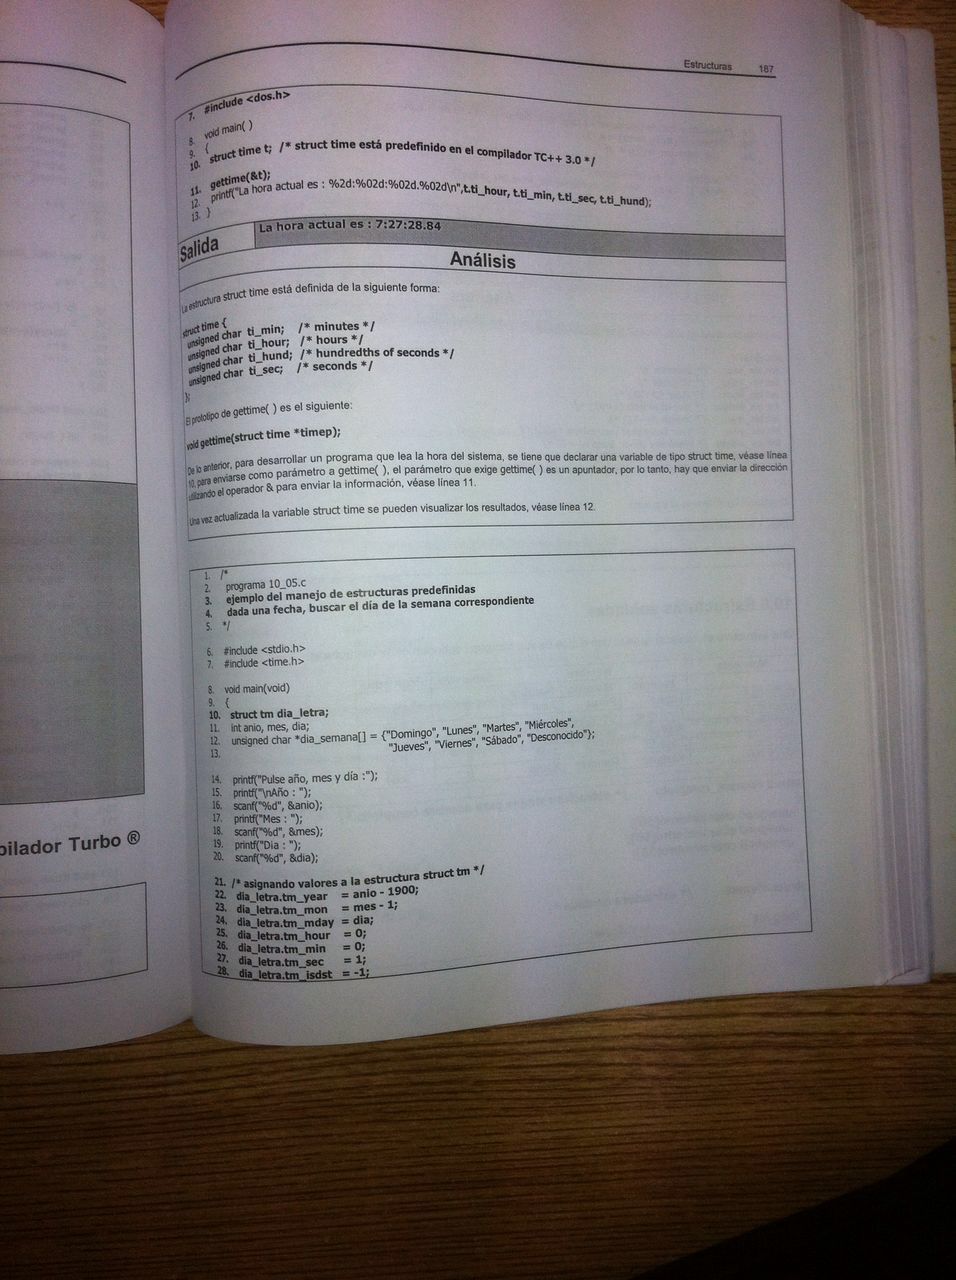 pilador Turbo ®
Estructuras 187
7. #include <dos.h>
8. void main( )
9. {
10. struct time t; /* struct time está predefinido en el compilador TC++ 3.0 */
11. gettime(&t);
12. printf("La hora actual es : %2d:%02d:%02d.%02d\n",t.ti_hour, t.ti_min, t.ti_sec, t.ti_hund);
13. }
Salida
La hora actual es : 7:27:28.84
Análisis
La estructura struct time está definida de la siguiente forma:
struct time {
unsigned char ti_min; /* minutes */
unsigned char ti_hour; /* hours */
unsigned char ti_hund; /* hundredths of seconds */
unsigned char ti_sec; /* seconds */
};
El prototipo de gettime( ) es el siguiente:
void gettime(struct time *timep);
De lo anterior, para desarrollar un programa que lea la hora del sistema, se tiene que declarar una variable de tipo struct time, véase línea
10, para enviarse como parámetro a gettime( ), el parámetro que exige gettime( ) es un apuntador, por lo tanto, hay que enviar la dirección
utilizando el operador & para enviar la información, véase línea 11.
Una vez actualizada la variable struct time se pueden visualizar los resultados, véase línea 12.
1. /*
2. programa 10_05.c
3. ejemplo del manejo de estructuras predefinidas
4. dada una fecha, buscar el día de la semana correspondiente
5. */
6. #include <stdio.h>
7. #include <time.h>
8. void main(void)
9. {
10. struct tm dia_letra;
11. int anio, mes, dia;
12. unsigned char *dia_semana[] = {"Domingo", "Lunes", "Martes", "Miércoles",
13. "Jueves", "Viernes", "Sábado", "Desconocido"};
14. printf("Pulse año, mes y día :");
15. printf("\nAño : ");
16. scanf("%d", &anio);
17. printf("Mes : ");
18. scanf("%d", &mes);
19. printf("Dia : ");
20. scanf("%d", &dia);
21. /* asignando valores a la estructura struct tm */
22. dia_letra.tm_year = anio - 1900;
23. dia_letra.tm_mon = mes - 1;
24. dia_letra.tm_mday = dia;
25. dia_letra.tm_hour = 0;
26. dia_letra.tm_min = 0;
27. dia_letra.tm_sec = 1;
28. dia_letra.tm_isdst = -1;